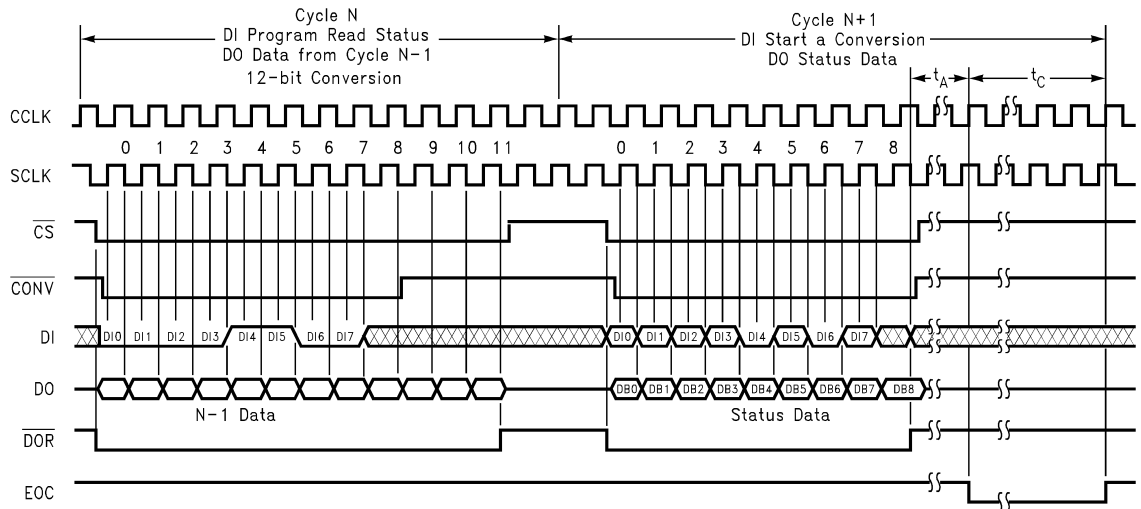 Cycle N
DI Program Read Status
DO Data from Cycle N-1
12-bit Conversion
Cycle N+1
DI Start a Conversion
DO Status Data
tA
tC
CCLK
0 1 2 3 4 5 6 7 8 9 10 11
0 1 2 3 4 5 6 7 8
SCLK
CS
CONV
DI
DI0 DI1 DI2 DI3 DI4 DI5 DI6 DI7
DI0 DI1 DI2 DI3 DI4 DI5 DI6 DI7
DO
DB0 DB1 DB2 DB3 DB4 DB5 DB6 DB7 DB8
N-1 Data
Status Data
DOR
EOC